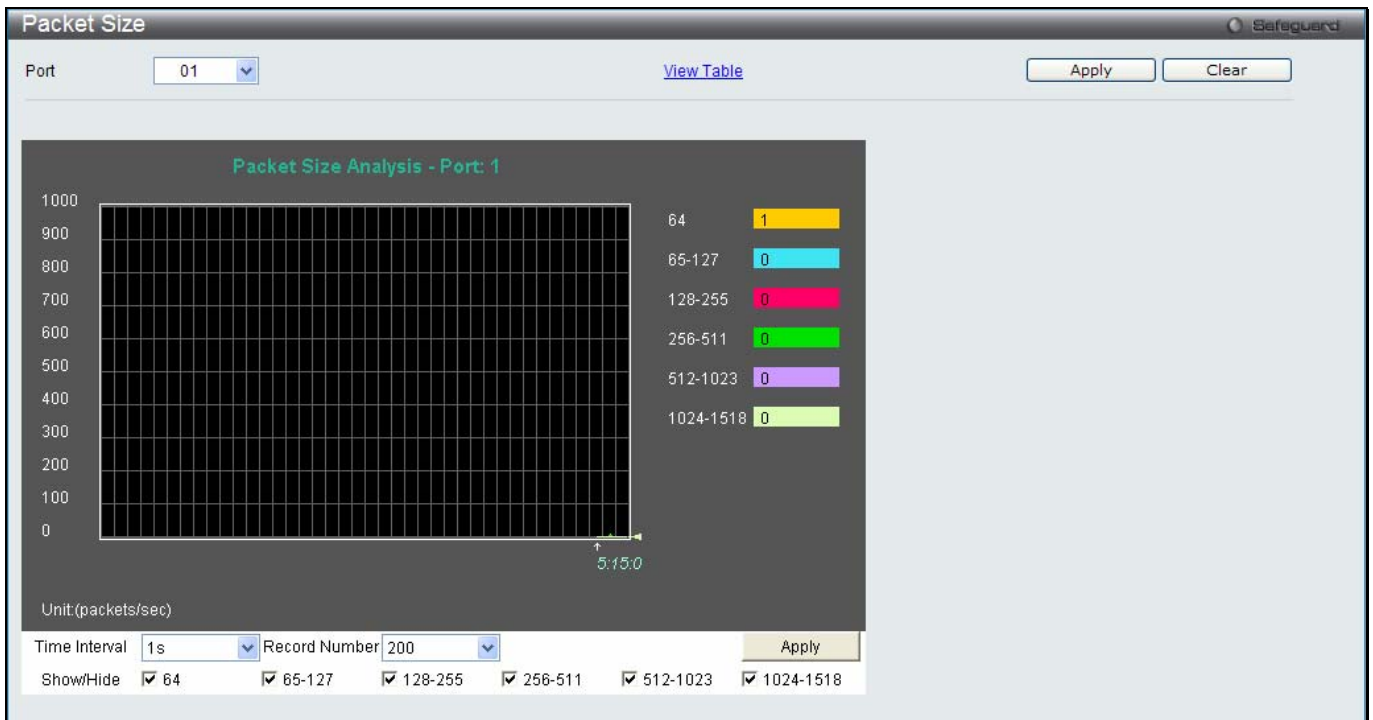 Packet Size
Safeguard
Port 01 View Table Apply Clear
Packet Size Analysis - Port: 1
1000
900
800
700
600
500
400
300
200
100
0
64 1
65-127 0
128-255 0
256-511 0
512-1023 0
1024-1518 0
5:15:0
Unit:(packets/sec)
Time Interval 1s Record Number 200 Apply
Show/Hide 64 65-127 128-255 256-511 512-1023 1024-1518